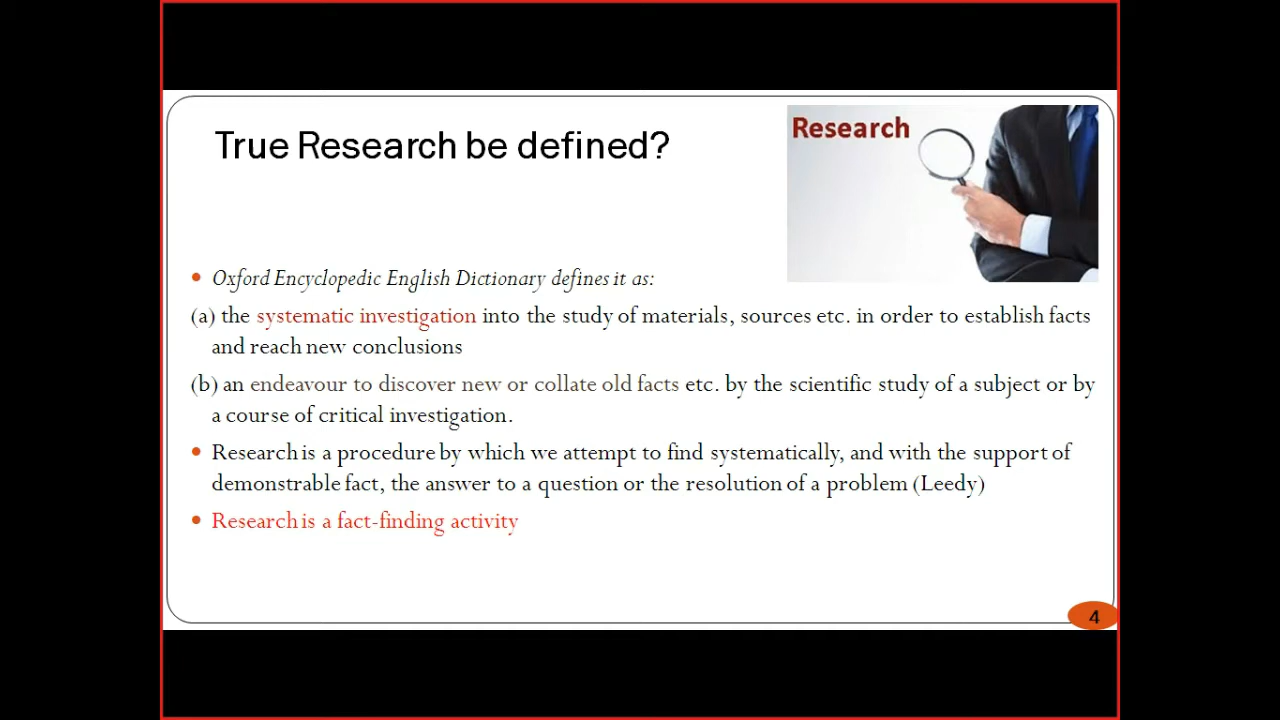 True Research be defined?
Research
• Oxford Encyclopedic English Dictionary defines it as:
(a) the systematic investigation into the study of materials, sources etc. in order to establish facts
and reach new conclusions
(b) an endeavour to discover new or collate old facts etc. by the scientific study of a subject or by
a course of critical investigation.
• Research is a procedure by which we attempt to find systematically, and with the support of
demonstrable fact, the answer to a question or the resolution of a problem (Leedy)
• Research is a fact-finding activity
4